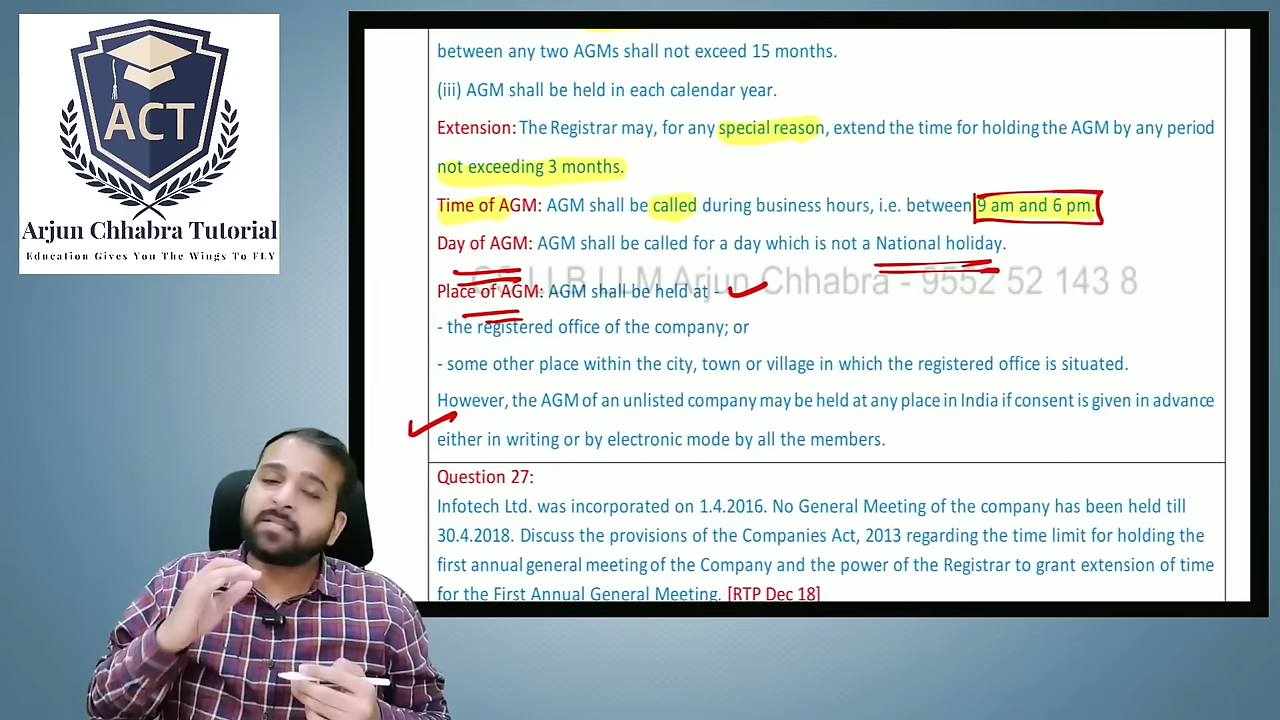 ACT
Arjun Chhabra Tutorial
Education Gives You The Wings To FLY
between any two AGMs shall not exceed 15 months.
(iii) AGM shall be held in each calendar year.
Extension: The Registrar may, for any special reason, extend the time for holding the AGM by any period
not exceeding 3 months.
Time of AGM: AGM shall be called during business hours, i.e. between 9 am and 6 pm.
Day of AGM: AGM shall be called for a day which is not a National holiday.
CS LLB LLM Arjun Chhabra - 9552 52 143 8
Place of AGM: AGM shall be held at -
- the registered office of the company; or
- some other place within the city, town or village in which the registered office is situated.
However, the AGM of an unlisted company may be held at any place in India if consent is given in advance
either in writing or by electronic mode by all the members.
Question 27:
Infotech Ltd. was incorporated on 1.4.2016. No General Meeting of the company has been held till
30.4.2018. Discuss the provisions of the Companies Act, 2013 regarding the time limit for holding the
first annual general meeting of the Company and the power of the Registrar to grant extension of time
for the First Annual General Meeting. [RTP Dec 18]